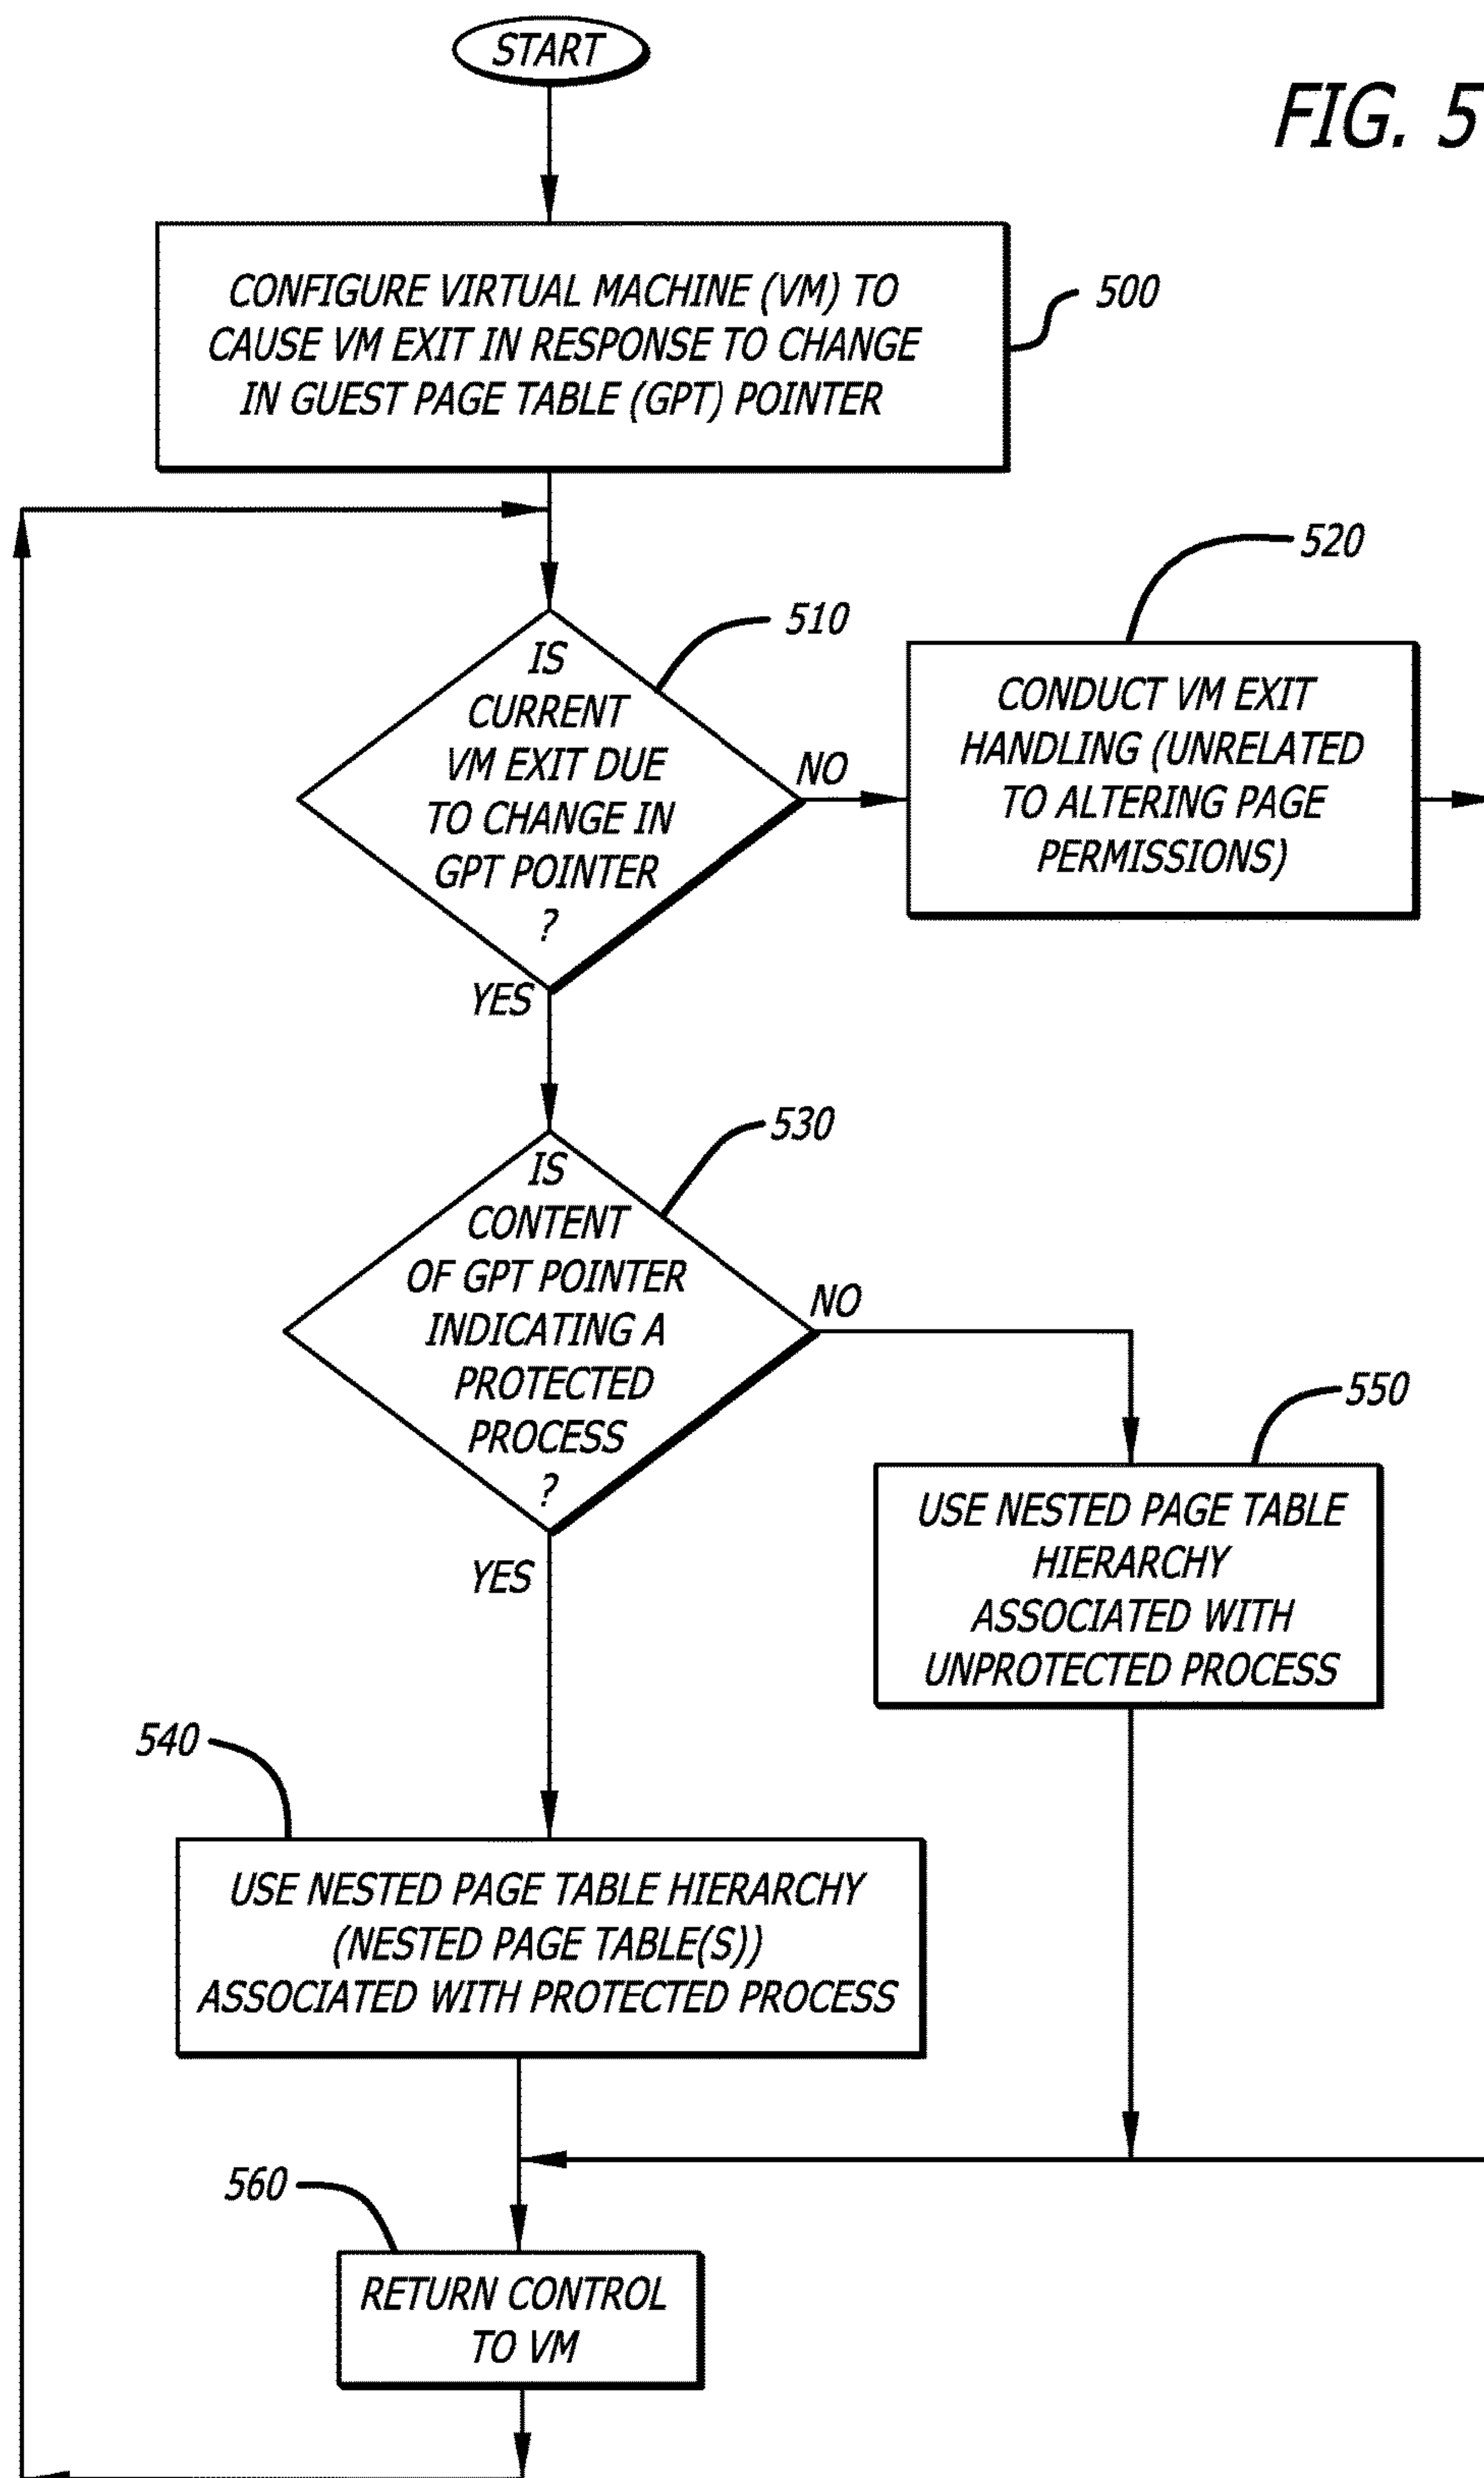 START
FIG. 5
CONFIGURE VIRTUAL MACHINE (VM) TO
CAUSE VM EXIT IN RESPONSE TO CHANGE
IN GUEST PAGE TABLE (GPT) POINTER
500
520
510
IS
CURRENT
VM EXIT DUE
TO CHANGE IN
GPT POINTER
?
NO
CONDUCT VM EXIT
HANDLING (UNRELATED
TO ALTERING PAGE
PERMISSIONS)
YES
530
IS
CONTENT
OF GPT POINTER
INDICATING A
PROTECTED
PROCESS
?
NO
550
USE NESTED PAGE TABLE
HIERARCHY
ASSOCIATED WITH
UNPROTECTED PROCESS
YES
540
USE NESTED PAGE TABLE HIERARCHY
(NESTED PAGE TABLE(S))
ASSOCIATED WITH PROTECTED PROCESS
560
RETURN CONTROL
TO VM